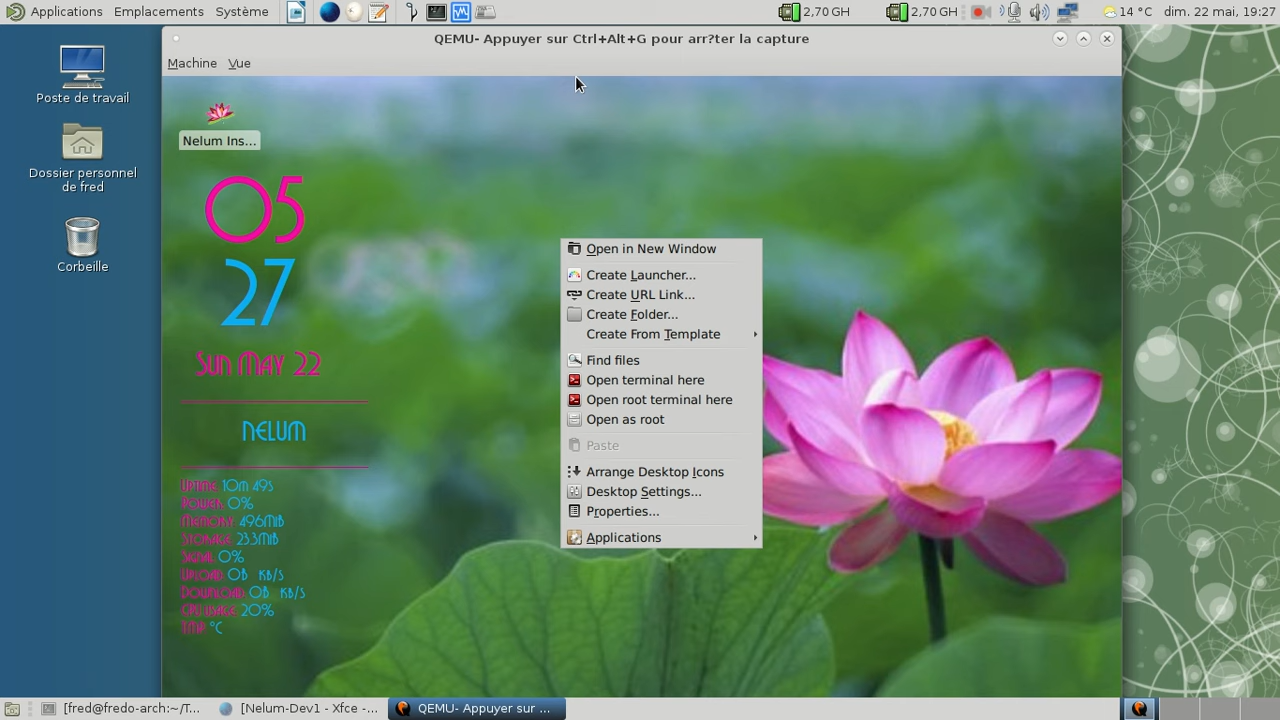 Applications Emplacements Système 2,70 GH 2,70 GH 14 °C dim. 22 mai, 19:27
QEMU- Appuyer sur Ctrl+Alt+G pour arr?ter la capture
Machine Vue
Poste de travail
Dossier personnel
de fred
Corbeille
Nelum Ins...
05
27
Sun May 22
Nelum
Uptime: 10m 49s
Power: 0%
Memory: 496MiB
Storage: 233MiB
Signal: 0%
Upload: 0B kb/s
Download: 0B kb/s
CPU usage: 20%
Tmp °C
Open in New Window
Create Launcher...
Create URL Link...
Create Folder...
Create From Template
Find files
Open terminal here
Open root terminal here
Open as root
Paste
Arrange Desktop Icons
Desktop Settings...
Properties...
Applications
[fred@fredo-arch:~/T... [Nelum-Dev1 - Xfce -... QEMU- Appuyer sur ...